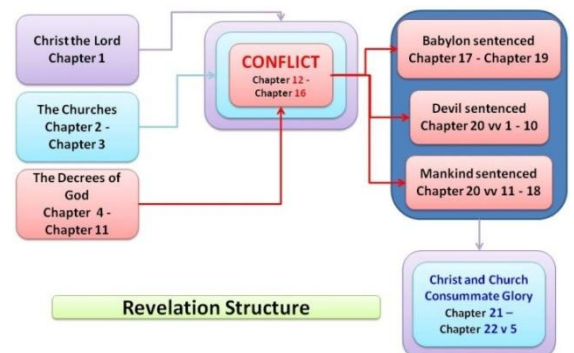 Christ the Lord
Chapter 1
The Churches
Chapter 2 -
Chapter 3
The Decrees of
God
Chapter 4 -
Chapter 11
CONFLICT
Chapter 12 -
Chapter 16
Babylon sentenced
Chapter 17 - Chapter 19
Devil sentenced
Chapter 20 vv 1 - 10
Mankind sentenced
Chapter 20 vv 11 - 18
Christ and Church
Consummate Glory
Chapter 21 –
Chapter 22 v 5
Revelation Structure